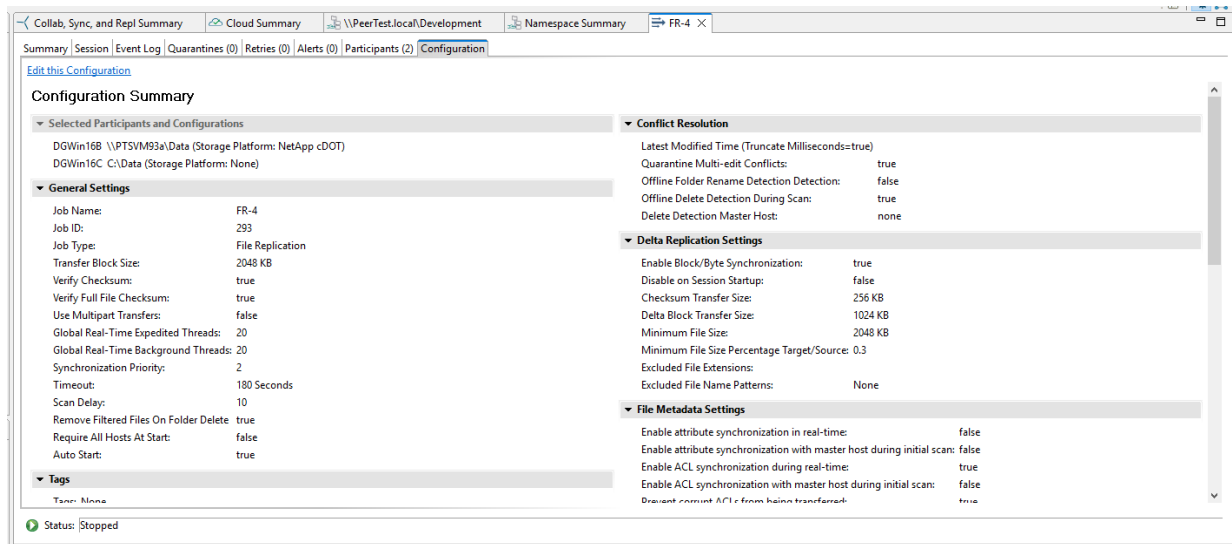 Collab, Sync, and Repl Summary
Cloud Summary
\\PeerTest.local\Development
Namespace Summary
FR-4
Summary
Session
Event Log
Quarantines (0)
Retries (0)
Alerts (0)
Participants (2)
Configuration
Edit this Configuration
Configuration Summary
Selected Participants and Configurations
DGWin16B \\PTSVM93a\Data (Storage Platform: NetApp cDOT)
DGWin16C C:\Data (Storage Platform: None)
General Settings
Job Name: FR-4
Job ID: 293
Job Type: File Replication
Transfer Block Size: 2048 KB
Verify Checksum: true
Verify Full File Checksum: true
Use Multipart Transfers: false
Global Real-Time Expedited Threads: 20
Global Real-Time Background Threads: 20
Synchronization Priority: 2
Timeout: 180 Seconds
Scan Delay: 10
Remove Filtered Files On Folder Delete true
Require All Hosts At Start: false
Auto Start: true
Tags
Tags: None
Conflict Resolution
Latest Modified Time (Truncate Milliseconds=true)
Quarantine Multi-edit Conflicts: true
Offline Folder Rename Detection Detection: false
Offline Delete Detection During Scan: true
Delete Detection Master Host: none
Delta Replication Settings
Enable Block/Byte Synchronization: true
Disable on Session Startup: false
Checksum Transfer Size: 256 KB
Delta Block Transfer Size: 1024 KB
Minimum File Size: 2048 KB
Minimum File Size Percentage Target/Source: 0.3
Excluded File Extensions:
Excluded File Name Patterns: None
File Metadata Settings
Enable attribute synchronization in real-time: false
Enable attribute synchronization with master host during initial scan: false
Enable ACL synchronization during real-time: true
Enable ACL synchronization with master host during initial scan: false
Prevent corrupt ACLs from being transferred: true
Status: Stopped